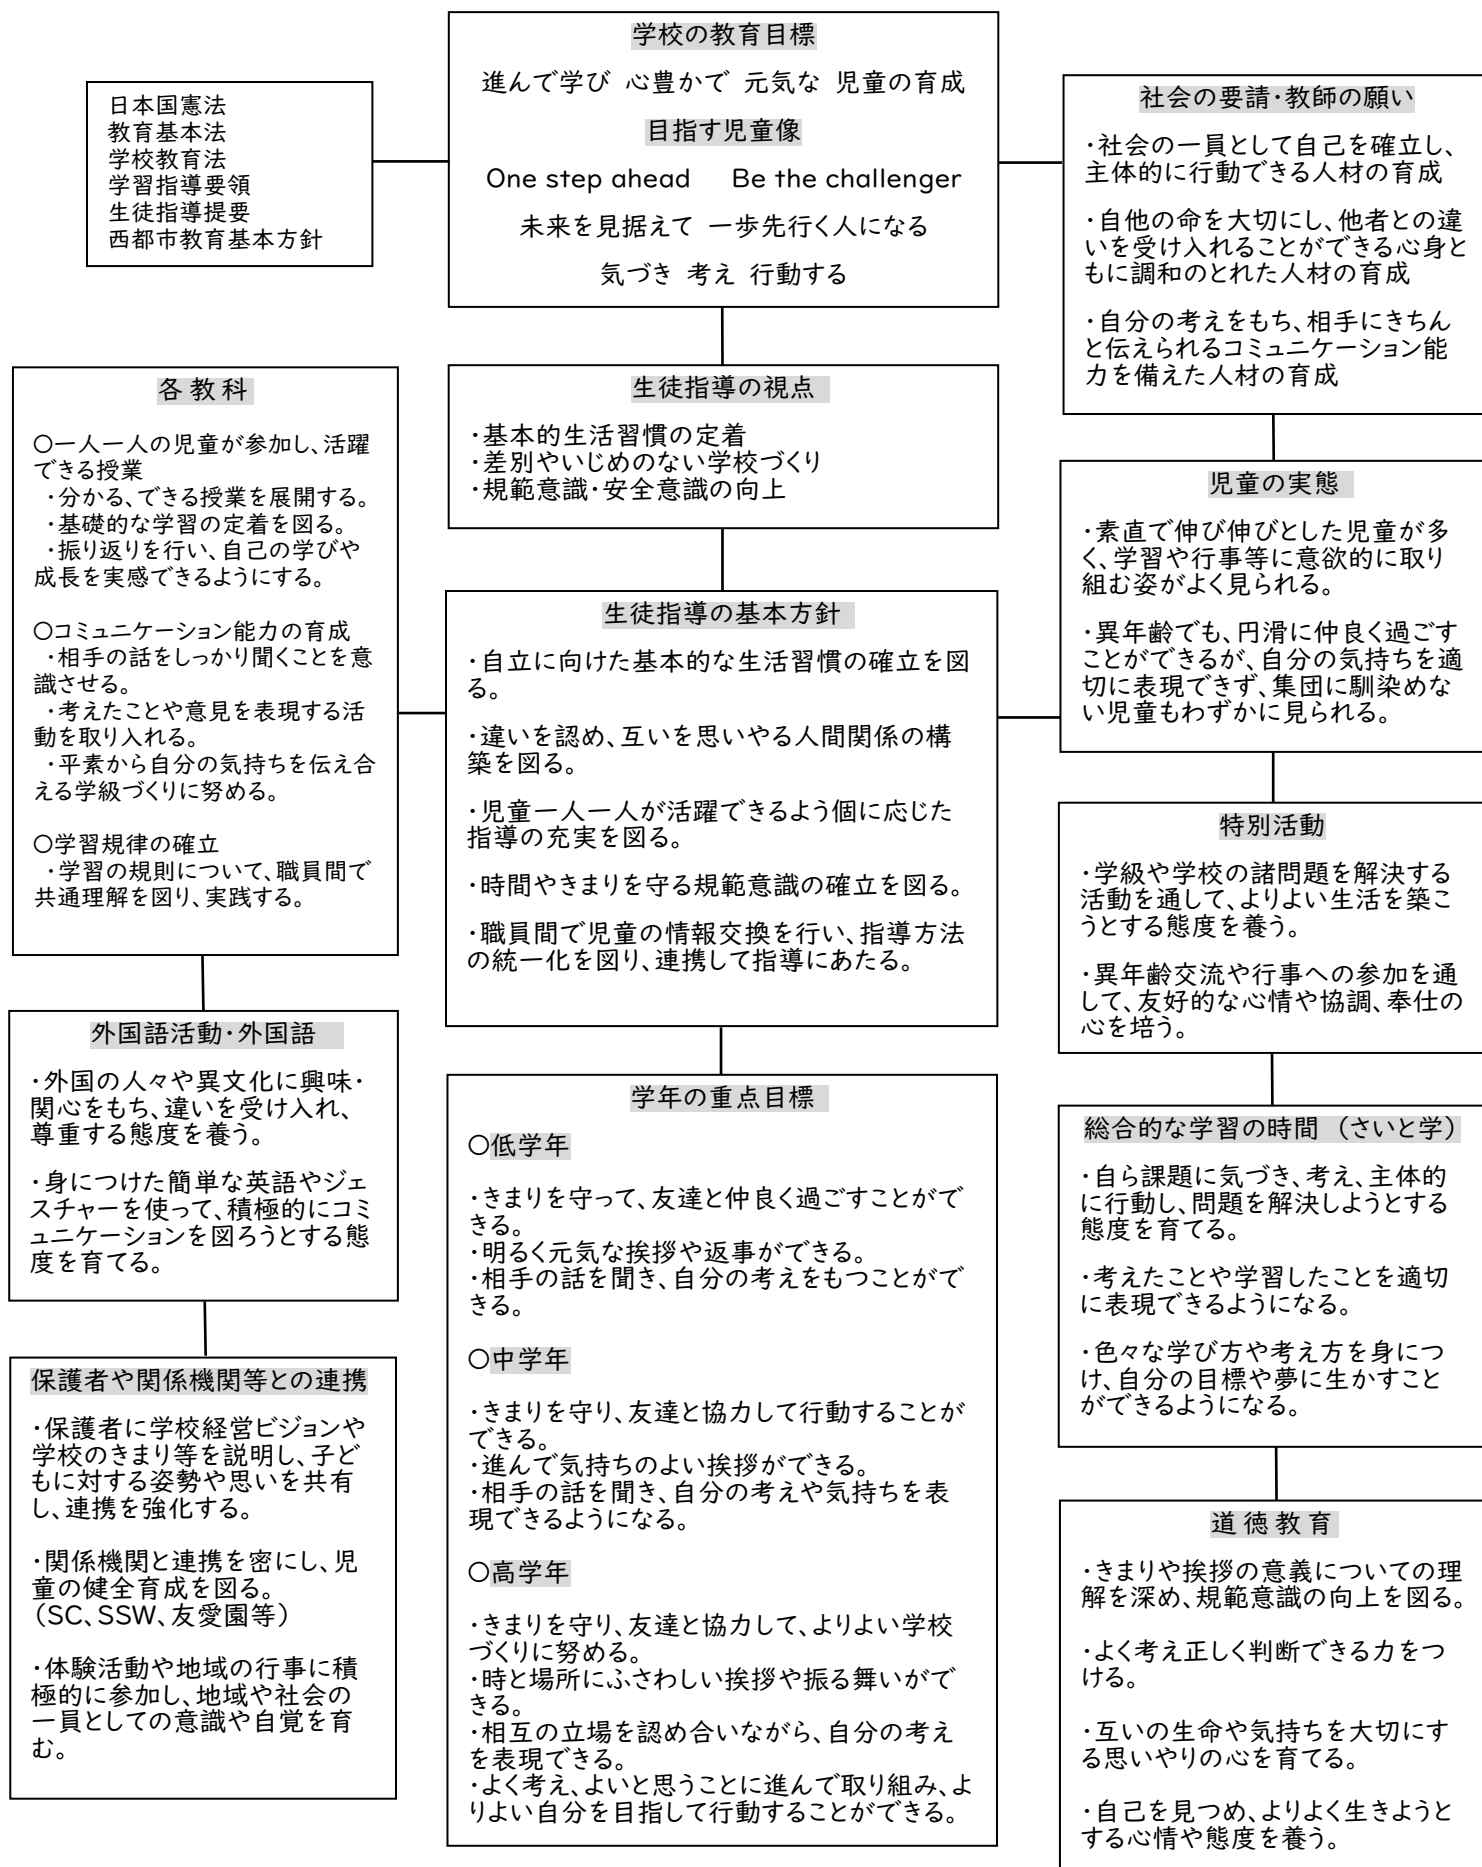 学校の教育目標
進んで学び 心豊かで 元気な 児童の育成
目指す児童像
One step ahead Be the challenger
未来を見据えて 一歩先行く人になる
気づき 考え 行動する
日本国憲法
教育基本法
学校教育法
学習指導要領
生徒指導提要
西都市教育基本方針
社会の要請・教師の願い
・社会の一員として自己を確立し、
主体的に行動できる人材の育成
・自他の命を大切にし、他者との違
いを受け入れることができる心身と
もに調和のとれた人材の育成
・自分の考えをもち、相手にきちん
と伝えられるコミュニケーション能
力を備えた人材の育成
生徒指導の視点
・基本的生活習慣の定着
・差別やいじめのない学校づくり
・規範意識・安全意識の向上
各教科
○一人一人の児童が参加し、活躍
できる授業
・分かる、できる授業を展開する。
・基礎的な学習の定着を図る。
・振り返りを行い、自己の学びや
成長を実感できるようにする。
○コミュニケーション能力の育成
・相手の話をしっかり聞くことを意
識させる。
・考えたことや意見を表現する活
動を取り入れる。
・平素から自分の気持ちを伝え合
える学級づくりに努める。
○学習規律の確立
・学習の規則について、職員間で
共通理解を図り、実践する。
生徒指導の基本方針
・自立に向けた基本的な生活習慣の確立を図
る。
・違いを認め、互いを思いやる人間関係の構
築を図る。
・児童一人一人が活躍できるよう個に応じた
指導の充実を図る。
・時間やきまりを守る規範意識の確立を図る。
・職員間で児童の情報交換を行い、指導方法
の統一化を図り、連携して指導にあたる。
児童の実態
・素直で伸び伸びとした児童が多
く、学習や行事等に意欲的に取り
組む姿がよく見られる。
・異年齢でも、円滑に仲良く過ごす
ことができるが、自分の気持ちを適
切に表現できず、集団に馴染めな
い児童もわずかに見られる。
特別活動
・学級や学校の諸問題を解決する
活動を通して、よりよい生活を築こ
うとする態度を養う。
・異年齢交流や行事への参加を通
して、友好的な心情や協調、奉仕の
心を培う。
外国語活動・外国語
・外国の人々や異文化に興味・
関心をもち、違いを受け入れ、
尊重する態度を養う。
・身につけた簡単な英語やジェ
スチャーを使って、積極的にコミ
ュニケーションを図ろうとする態
度を育てる。
学年の重点目標
○低学年
・きまりを守って、友達と仲良く過ごすことがで
きる。
・明るく元気な挨拶や返事ができる。
・相手の話を聞き、自分の考えをもつことがで
きる。
○中学年
・きまりを守り、友達と協力して行動することが
できる。
・進んで気持ちのよい挨拶ができる。
・相手の話を聞き、自分の考えや気持ちを表
現できるようになる。
○高学年
・きまりを守り、友達と協力して、よりよい学校
づくりに努める。
・時と場所にふさわしい挨拶や振る舞いがで
きる。
・相互の立場を認め合いながら、自分の考え
を表現できる。
・よく考え、よいと思うことに進んで取り組み、よ
りよい自分を目指して行動することができる。
総合的な学習の時間 (さいと学)
・自ら課題に気づき、考え、主体的
に行動し、問題を解決しようとする
態度を育てる。
・考えたことや学習したことを適切
に表現できるようになる。
・色々な学び方や考え方を身につ
け、自分の目標や夢に生かすこと
ができるようになる。
保護者や関係機関等との連携
・保護者に学校経営ビジョンや
学校のきまり等を説明し、子ど
もに対する姿勢や思いを共有
し、連携を強化する。
・関係機関と連携を密にし、児
童の健全育成を図る。
(SC、SSW、友愛園等)
・体験活動や地域の行事に積
極的に参加し、地域や社会の
一員としての意識や自覚を育
む。
道徳教育
・きまりや挨拶の意義についての理
解を深め、規範意識の向上を図る。
・よく考え正しく判断できる力をつ
ける。
・互いの生命や気持ちを大切にす
る思いやりの心を育てる。
・自己を見つめ、よりよく生きようと
する心情や態度を養う。